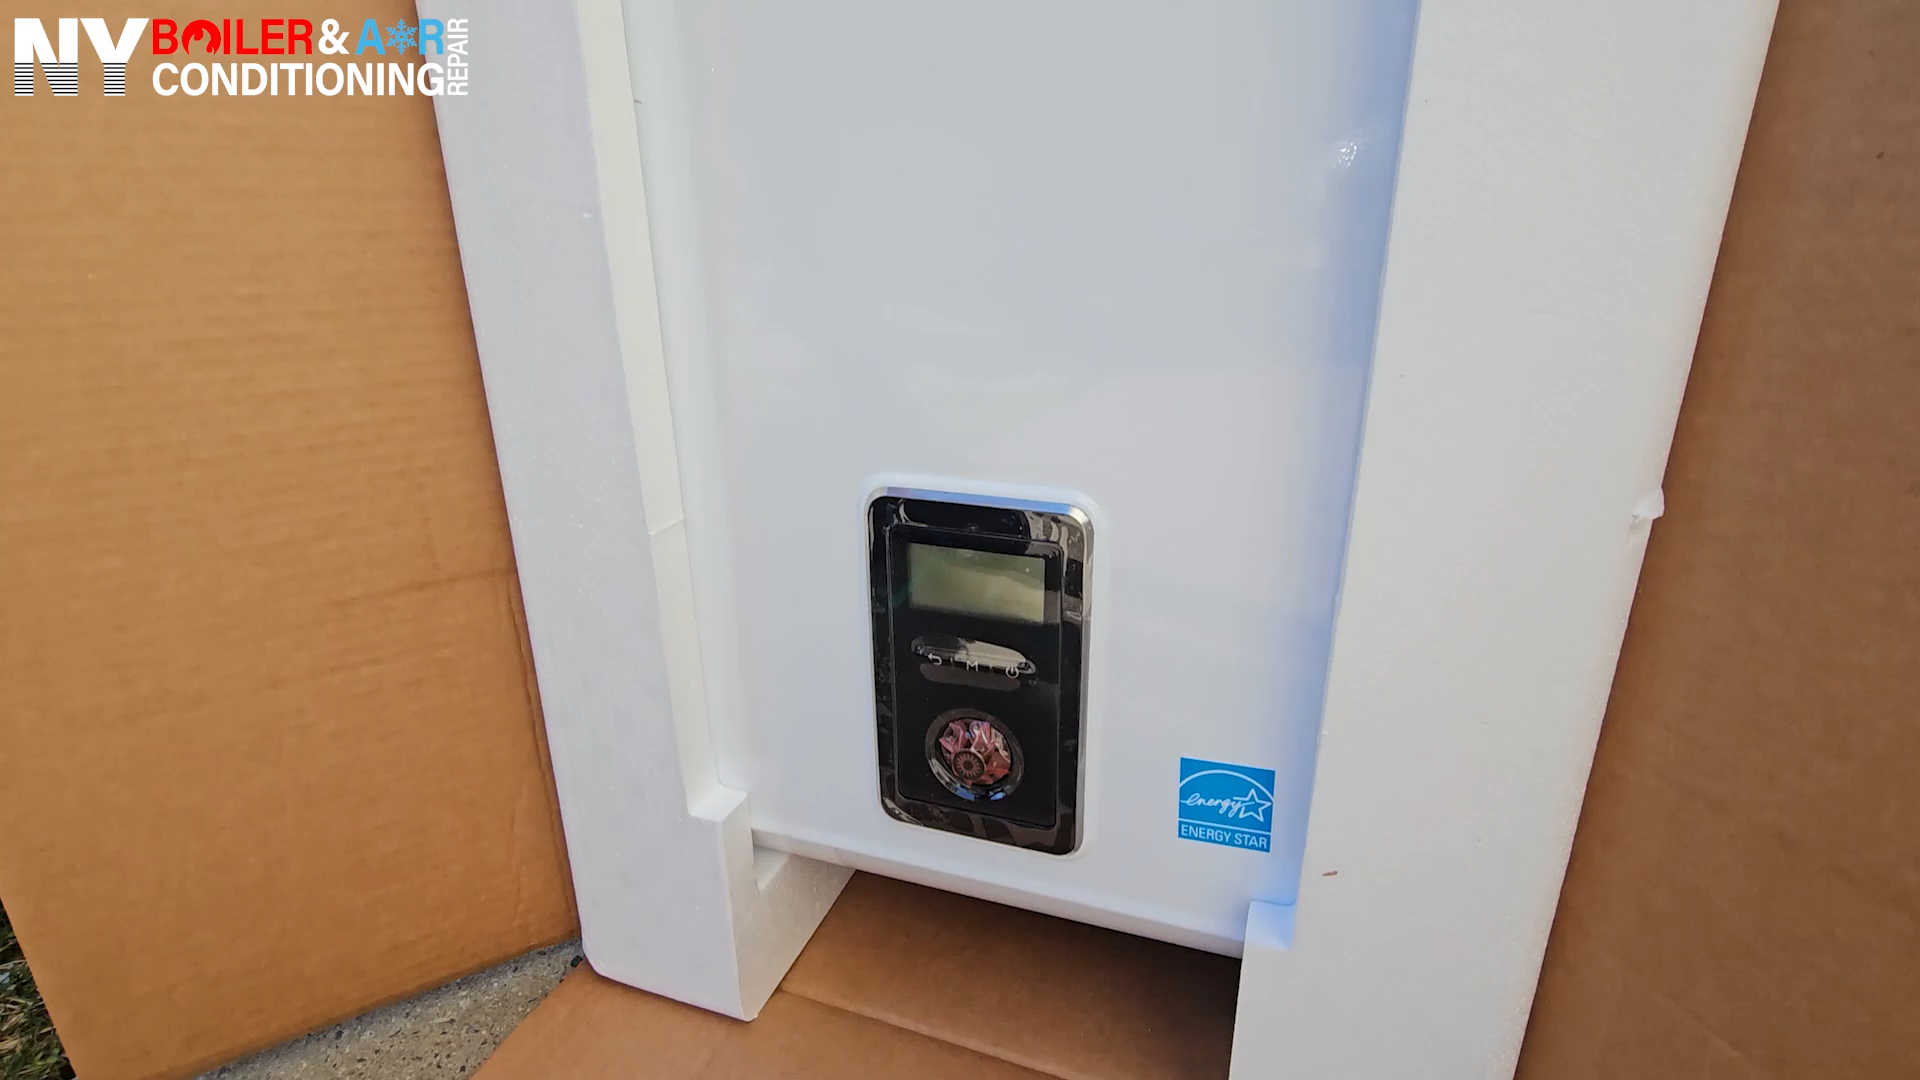 NY BOILER & AIR
CONDITIONING REPAIR
M
energy
ENERGY STAR